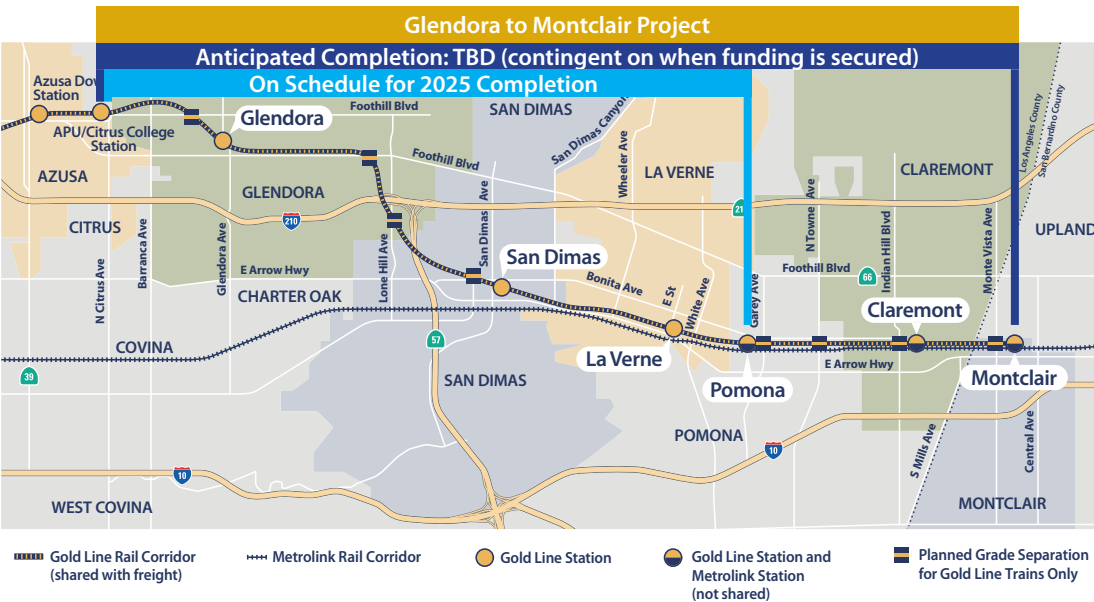 Glendora to Montclair Project
Anticipated Completion: TBD (contingent on when funding is secured)
On Schedule for 2025 Completion
Azusa Dow
Station
APU/Citrus College
Station
Glendora
Foothill Blvd
SAN DIMAS
San Dimas Canyon
Wheeler Ave
LA VERNE
CLAREMONT
Los Angeles County
San Bernardino County
AZUSA
GLENDORA
Foothill Blvd
San Dimas Ave
N Towne Ave
210
21
CITRUS
Barranca Ave
Glendora Ave
Lone Hill Ave
Indian Hill Blvd
Monte Vista Ave
UPLAND
N Citrus Ave
E Arrow Hwy
CHARTER OAK
San Dimas
Bonita Ave
E St
White Ave
Garey Ave
Foothill Blvd
66
Claremont
COVINA
39
57
SAN DIMAS
La Verne
Pomona
E Arrow Hwy
Montclair
POMONA
10
10
S Mills Ave
Central Ave
WEST COVINA
MONTCLAIR
Gold Line Rail Corridor
(shared with freight)
Metrolink Rail Corridor
Gold Line Station
Gold Line Station and
Metrolink Station
(not shared)
Planned Grade Separation
for Gold Line Trains Only